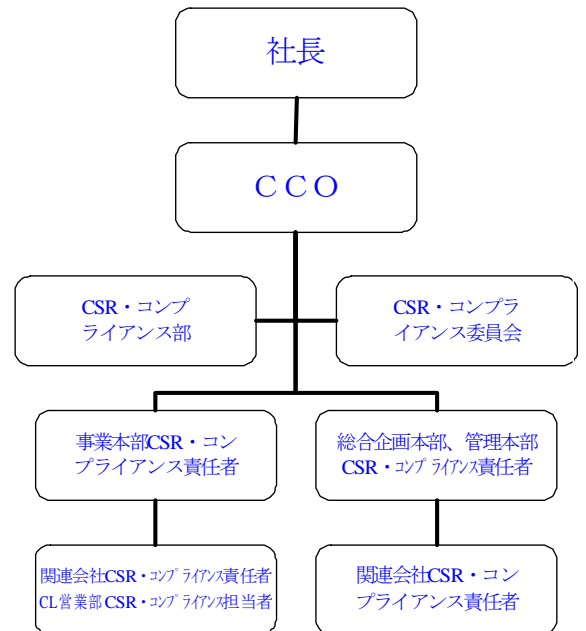 社長
ＣＣＯ
CSR・コンプ
ライアンス部
CSR・コンプラ
イアンス委員会
事業本部CSR・コン
プライアンス責任者
総合企画本部、管理本部
CSR・ｺﾝﾌﾟﾗｲｱﾝｽ責任者
関連会社CSR・ｺﾝﾌﾟﾗｲｱﾝｽ責任者
CL営業部CSR・ｺﾝﾌﾟﾗｲｱﾝｽ担当者
関連会社CSR・コン
プライアンス責任者